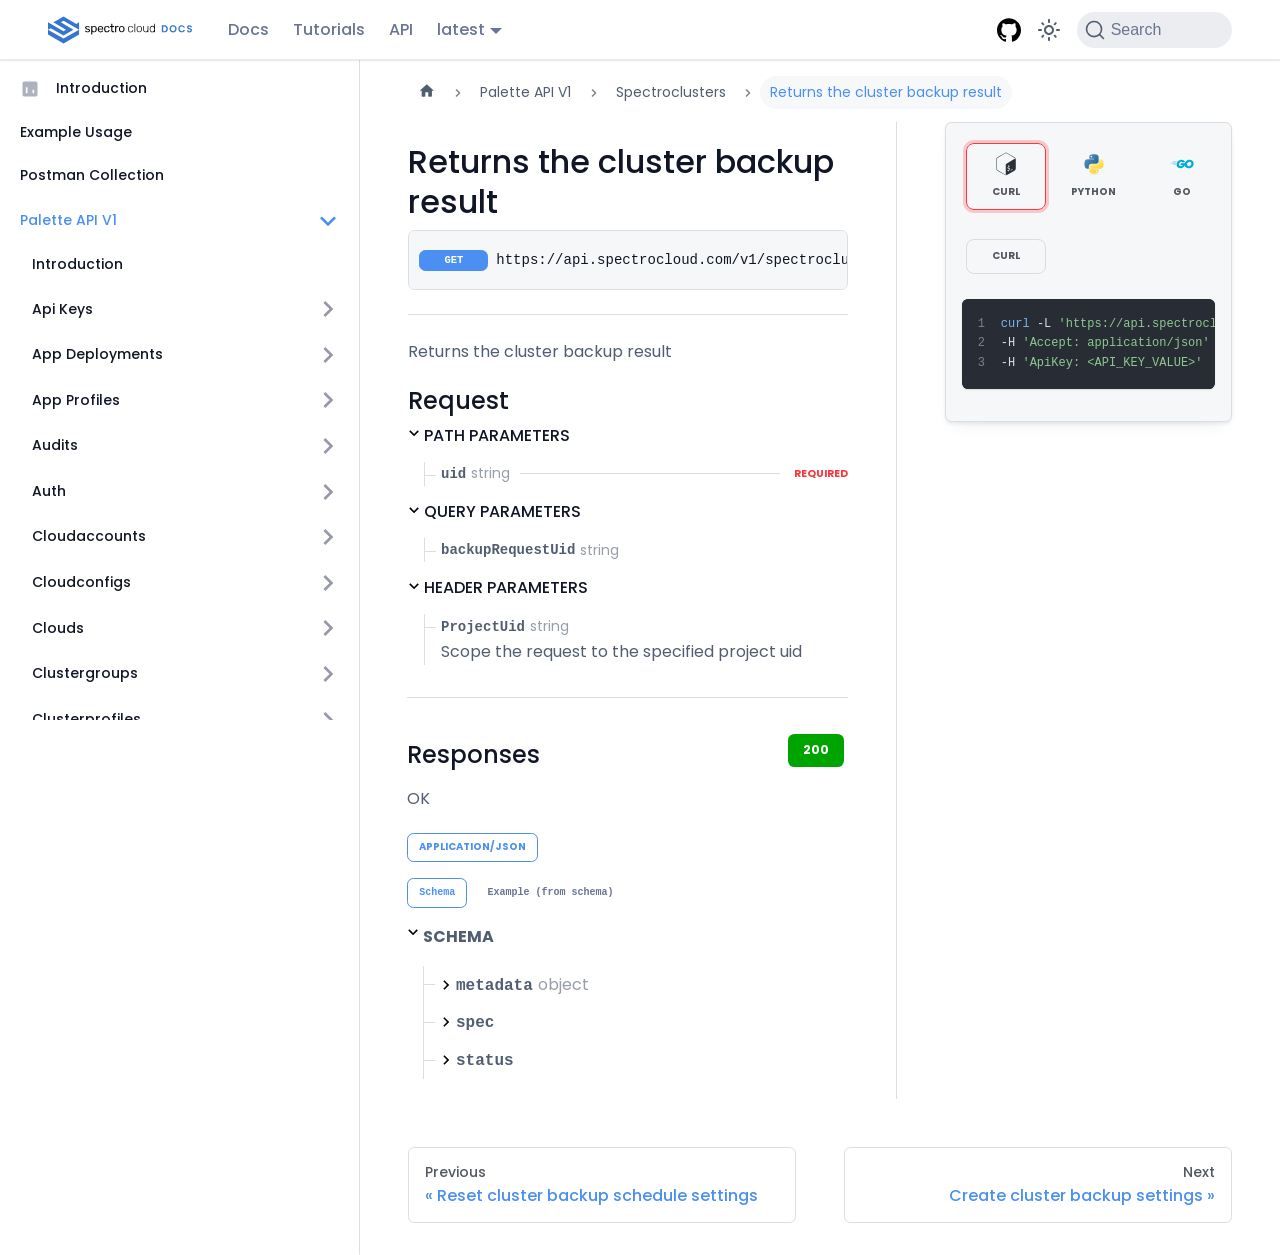 spectro cloud DOCS Docs Tutorials API latest Search
Introduction
Example Usage
Postman Collection
Palette API V1
Introduction
Api Keys
App Deployments
App Profiles
Audits
Auth
Cloudaccounts
Cloudconfigs
Clouds
Clustergroups
Clusterprofiles
Palette API V1 Spectroclusters Returns the cluster backup result
Returns the cluster backup
result
GET https://api.spectrocloud.com/v1/spectroclu
Returns the cluster backup result
Request
PATH PARAMETERS
uid string REQUIRED
QUERY PARAMETERS
backupRequestUid string
HEADER PARAMETERS
ProjectUid string
Scope the request to the specified project uid
Responses 200
OK
APPLICATION/JSON
Schema Example (from schema)
SCHEMA
metadata object
spec
status
CURL PYTHON GO
CURL
1 curl -L 'https://api.spectrocl
2 -H 'Accept: application/json'
3 -H 'ApiKey: <API_KEY_VALUE>'
Previous
« Reset cluster backup schedule settings
Next
Create cluster backup settings »